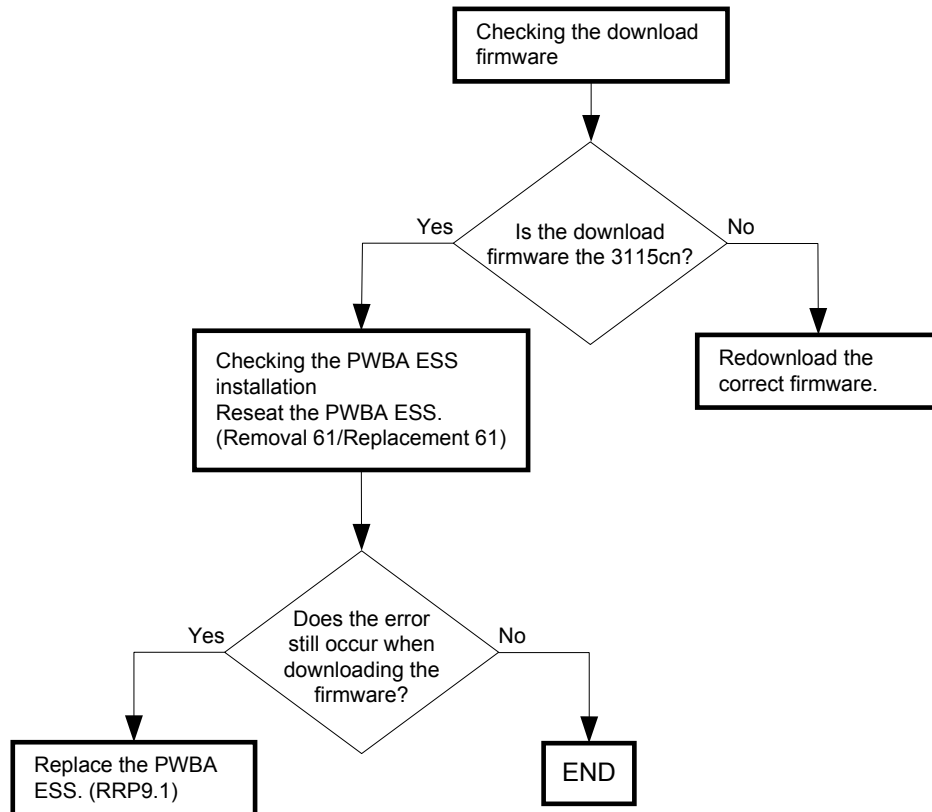 Checking the download
firmware
Yes
Is the download
firmware the 3115cn?
No
Checking the PWBA ESS
installation
Reseat the PWBA ESS.
(Removal 61/Replacement 61)
Redownload the
correct firmware.
Yes
Does the error
still occur when
downloading the
firmware?
No
Replace the PWBA
ESS. (RRP9.1)
END